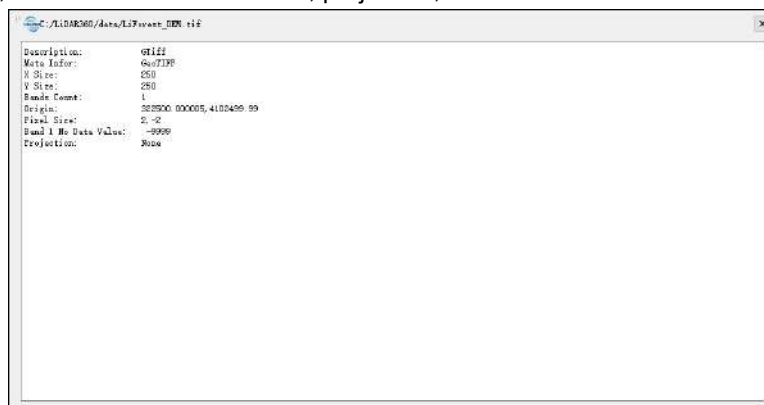 C:/LiDAR360/data/LiForest_DEM.tif
Description: GTiff
Meta Infor: GeoTIFF
X Size: 250
Y Size: 250
Bands Count: 1
Origin: 322500.000005,4102499.99
Pixel Size: 2,-2
Band 1 No Data Value: -9999
Projection: None